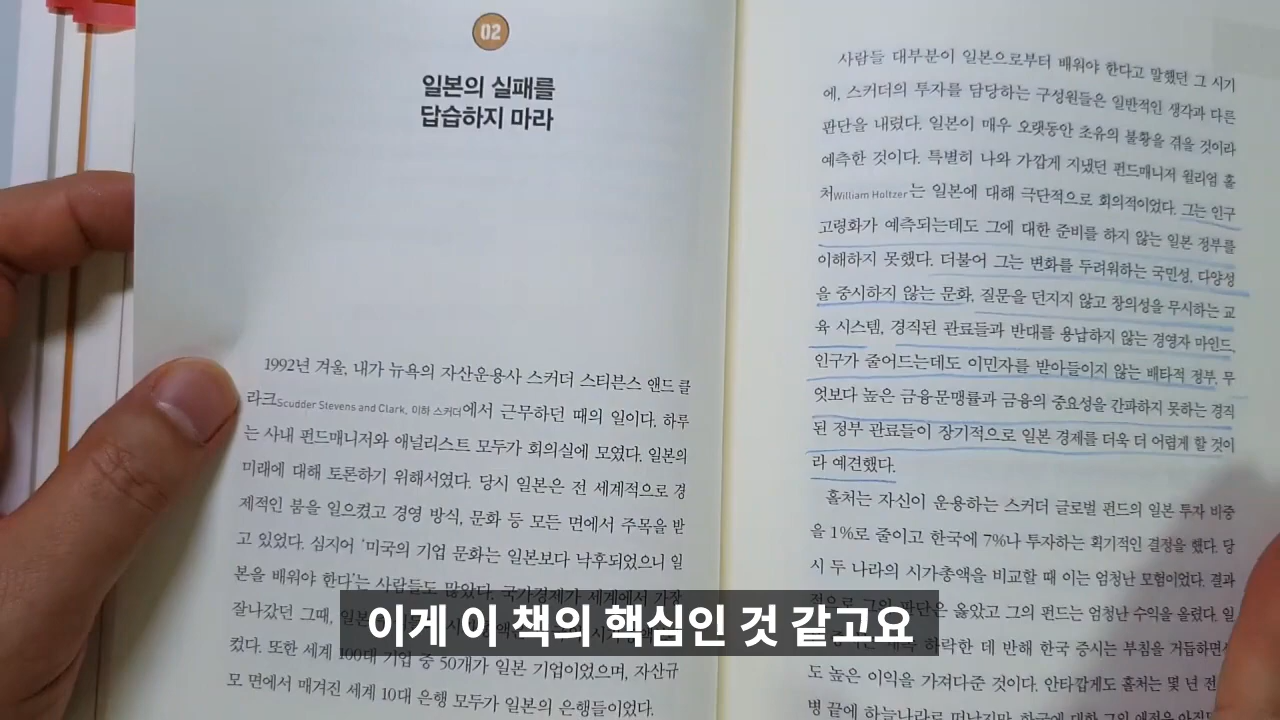 02
일본의 실패를
답습하지 마라
1992년 겨울, 내가 뉴욕의 자산운용사 스커더 스티븐스 앤드 클
라크Scudder Stevens and Clark, 이하 스커더에서 근무하던 때의 일이다. 하루
는 사내 펀드매니저와 애널리스트 모두가 회의실에 모였다. 일본의
미래에 대해 토론하기 위해서였다. 당시 일본은 전 세계적으로 경
제적인 붐을 일으켰고 경영 방식, 문화 등 모든 면에서 주목을 받
고 있었다. 심지어 '미국의 기업 문화는 일본보다 낙후되었으니 일
본을 배워야 한다'는 사람들도 많았다. 국가경제가 세계에서 가장
잘나갔던 그때,
컸다. 또한 세계 100대 기업 중 50개가 일본 기업이었으며, 자산규
모 면에서 매겨진 세계 10대 은행 모두가 일본의 은행들이었다.
사람들 대부분이 일본으로부터 배워야 한다고 말했던 그 시기
에, 스커더의 투자를 담당하는 구성원들은 일반적인 생각과 다른
판단을 내렸다. 일본이 매우 오랫동안 초유의 불황을 겪을 것이라
예측한 것이다. 특별히 나와 가깝게 지냈던 펀드매니저 윌리엄 홀
처William Holtzer는 일본에 대해 극단적으로 회의적이었다. 그는 인구
고령화가 예측되는데도 그에 대한 준비를 하지 않는 일본 정부를
이해하지 못했다. 더불어 그는 변화를 두려워하는 국민성, 다양성
을 중시하지 않는 문화, 질문을 던지지 않고 창의성을 무시하는 교
육 시스템, 경직된 관료들과 반대를 용납하지 않는 경영자 마인드,
인구가 줄어드는데도 이민자를 받아들이지 않는 배타적 정부, 무
엇보다 높은 금융문맹률과 금융의 중요성을 간파하지 못하는 경직
된 정부 관료들이 장기적으로 일본 경제를 더욱 더 어렵게 할 것이
라 예견했다.
홀처는 자신이 운용하는 스커더 글로벌 펀드의 일본 투자 비중
을 1%로 줄이고 한국에 7%나 투자하는 획기적인 결정을 했다. 당
시 두 나라의 시가총액을 비교할 때 이는 엄청난 모험이었다. 결과
적으로 그의 판단은 옳았고 그의 펀드는 엄청난 수익을 올렸다. 일
하락한 데 반해 한국 증시는 부침을 거듭하면서
도 높은 이익을 가져다준 것이다. 안타깝게도 홀처는 몇 년 전
병 끝에 하늘나라로 떠났지만
이게 이 책의 핵심인 것 같고요